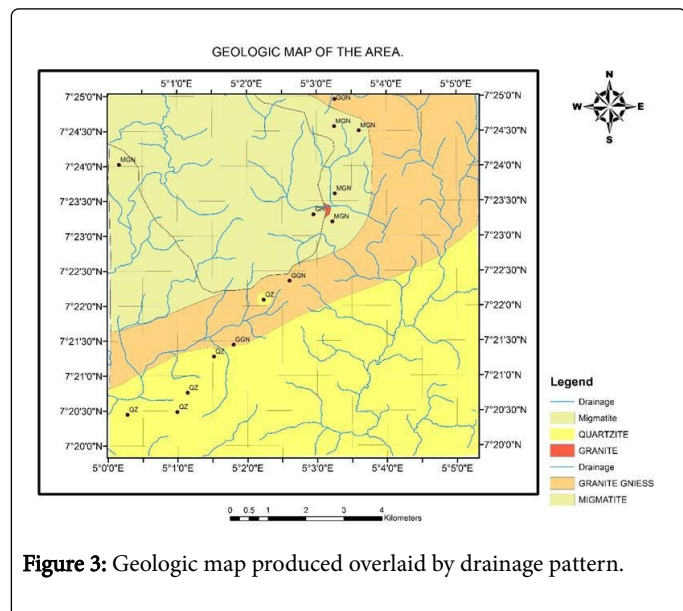 GEOLOGIC MAP OF THE AREA.
5°1'0"E 5°2'0"E 5°3'0"E 5°4'0"E 5°5'0"E
N
W E
S
7°25'0"N GGN 7°25'0"N
7°24'30"N MGN MGN 7°24'30"N
7°24'0"N MGN 7°24'0"N
7°23'30"N MGN 7°23'30"N
7°23'0"N MGN 7°23'0"N
7°22'30"N GGN 7°22'30"N
7°22'0"N QZ 7°22'0"N
7°21'30"N GGN 7°21'30"N
7°21'0"N QZ 7°21'0"N
7°20'30"N QZ QZ QZ 7°20'30"N
7°20'0"N 7°20'0"N
5°0'0"E 5°1'0"E 5°2'0"E 5°3'0"E 5°4'0"E 5°5'0"E
Legend
Drainage
Migmatite
QUARTZITE
GRANITE
Drainage
GRANITE GNIESS
MIGMATITE
0 0.5 1 2 3 4
Kilometers
Figure 3: Geologic map produced overlaid by drainage pattern.